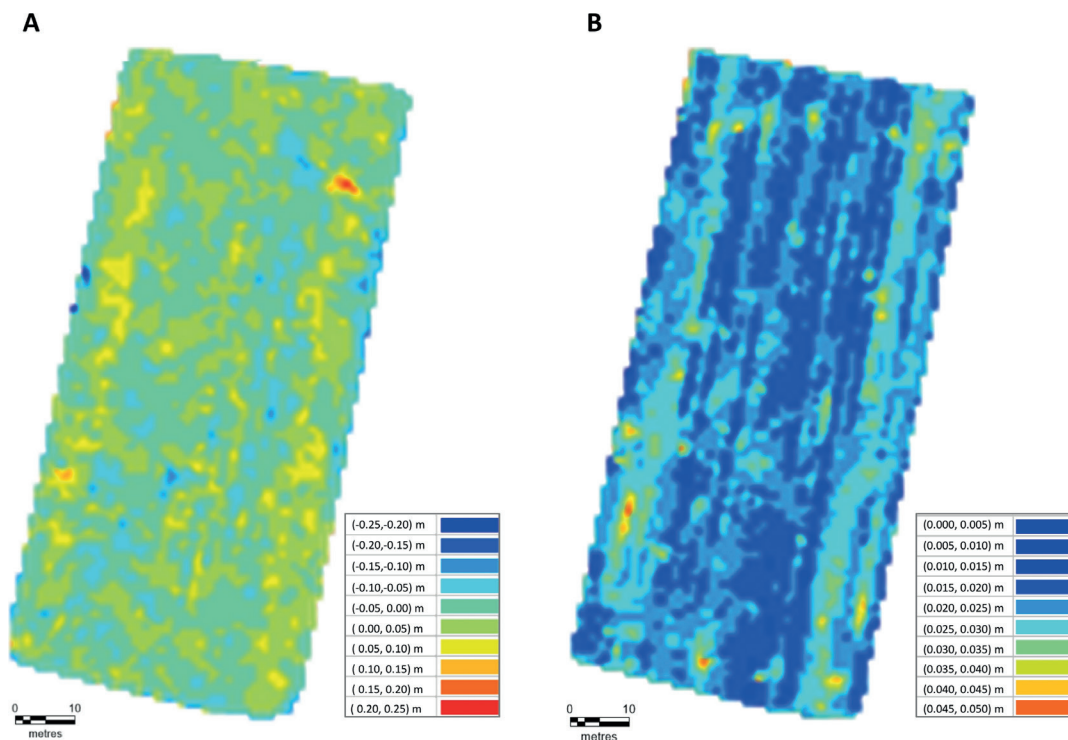 A
B
(-0.25,-0.20) m
(-0.20,-0.15) m
(-0.15,-0.10) m
(-0.10,-0.05) m
(-0.05, 0.00) m
( 0.00, 0.05) m
( 0.05, 0.10) m
( 0.10, 0.15) m
( 0.15, 0.20) m
( 0.20, 0.25) m
0 10
metres
(0.000, 0.005) m
(0.005, 0.010) m
(0.010, 0.015) m
(0.015, 0.020) m
(0.020, 0.025) m
(0.025, 0.030) m
(0.030, 0.035) m
(0.035, 0.040) m
(0.040, 0.045) m
(0.045, 0.050) m
0 10
metres